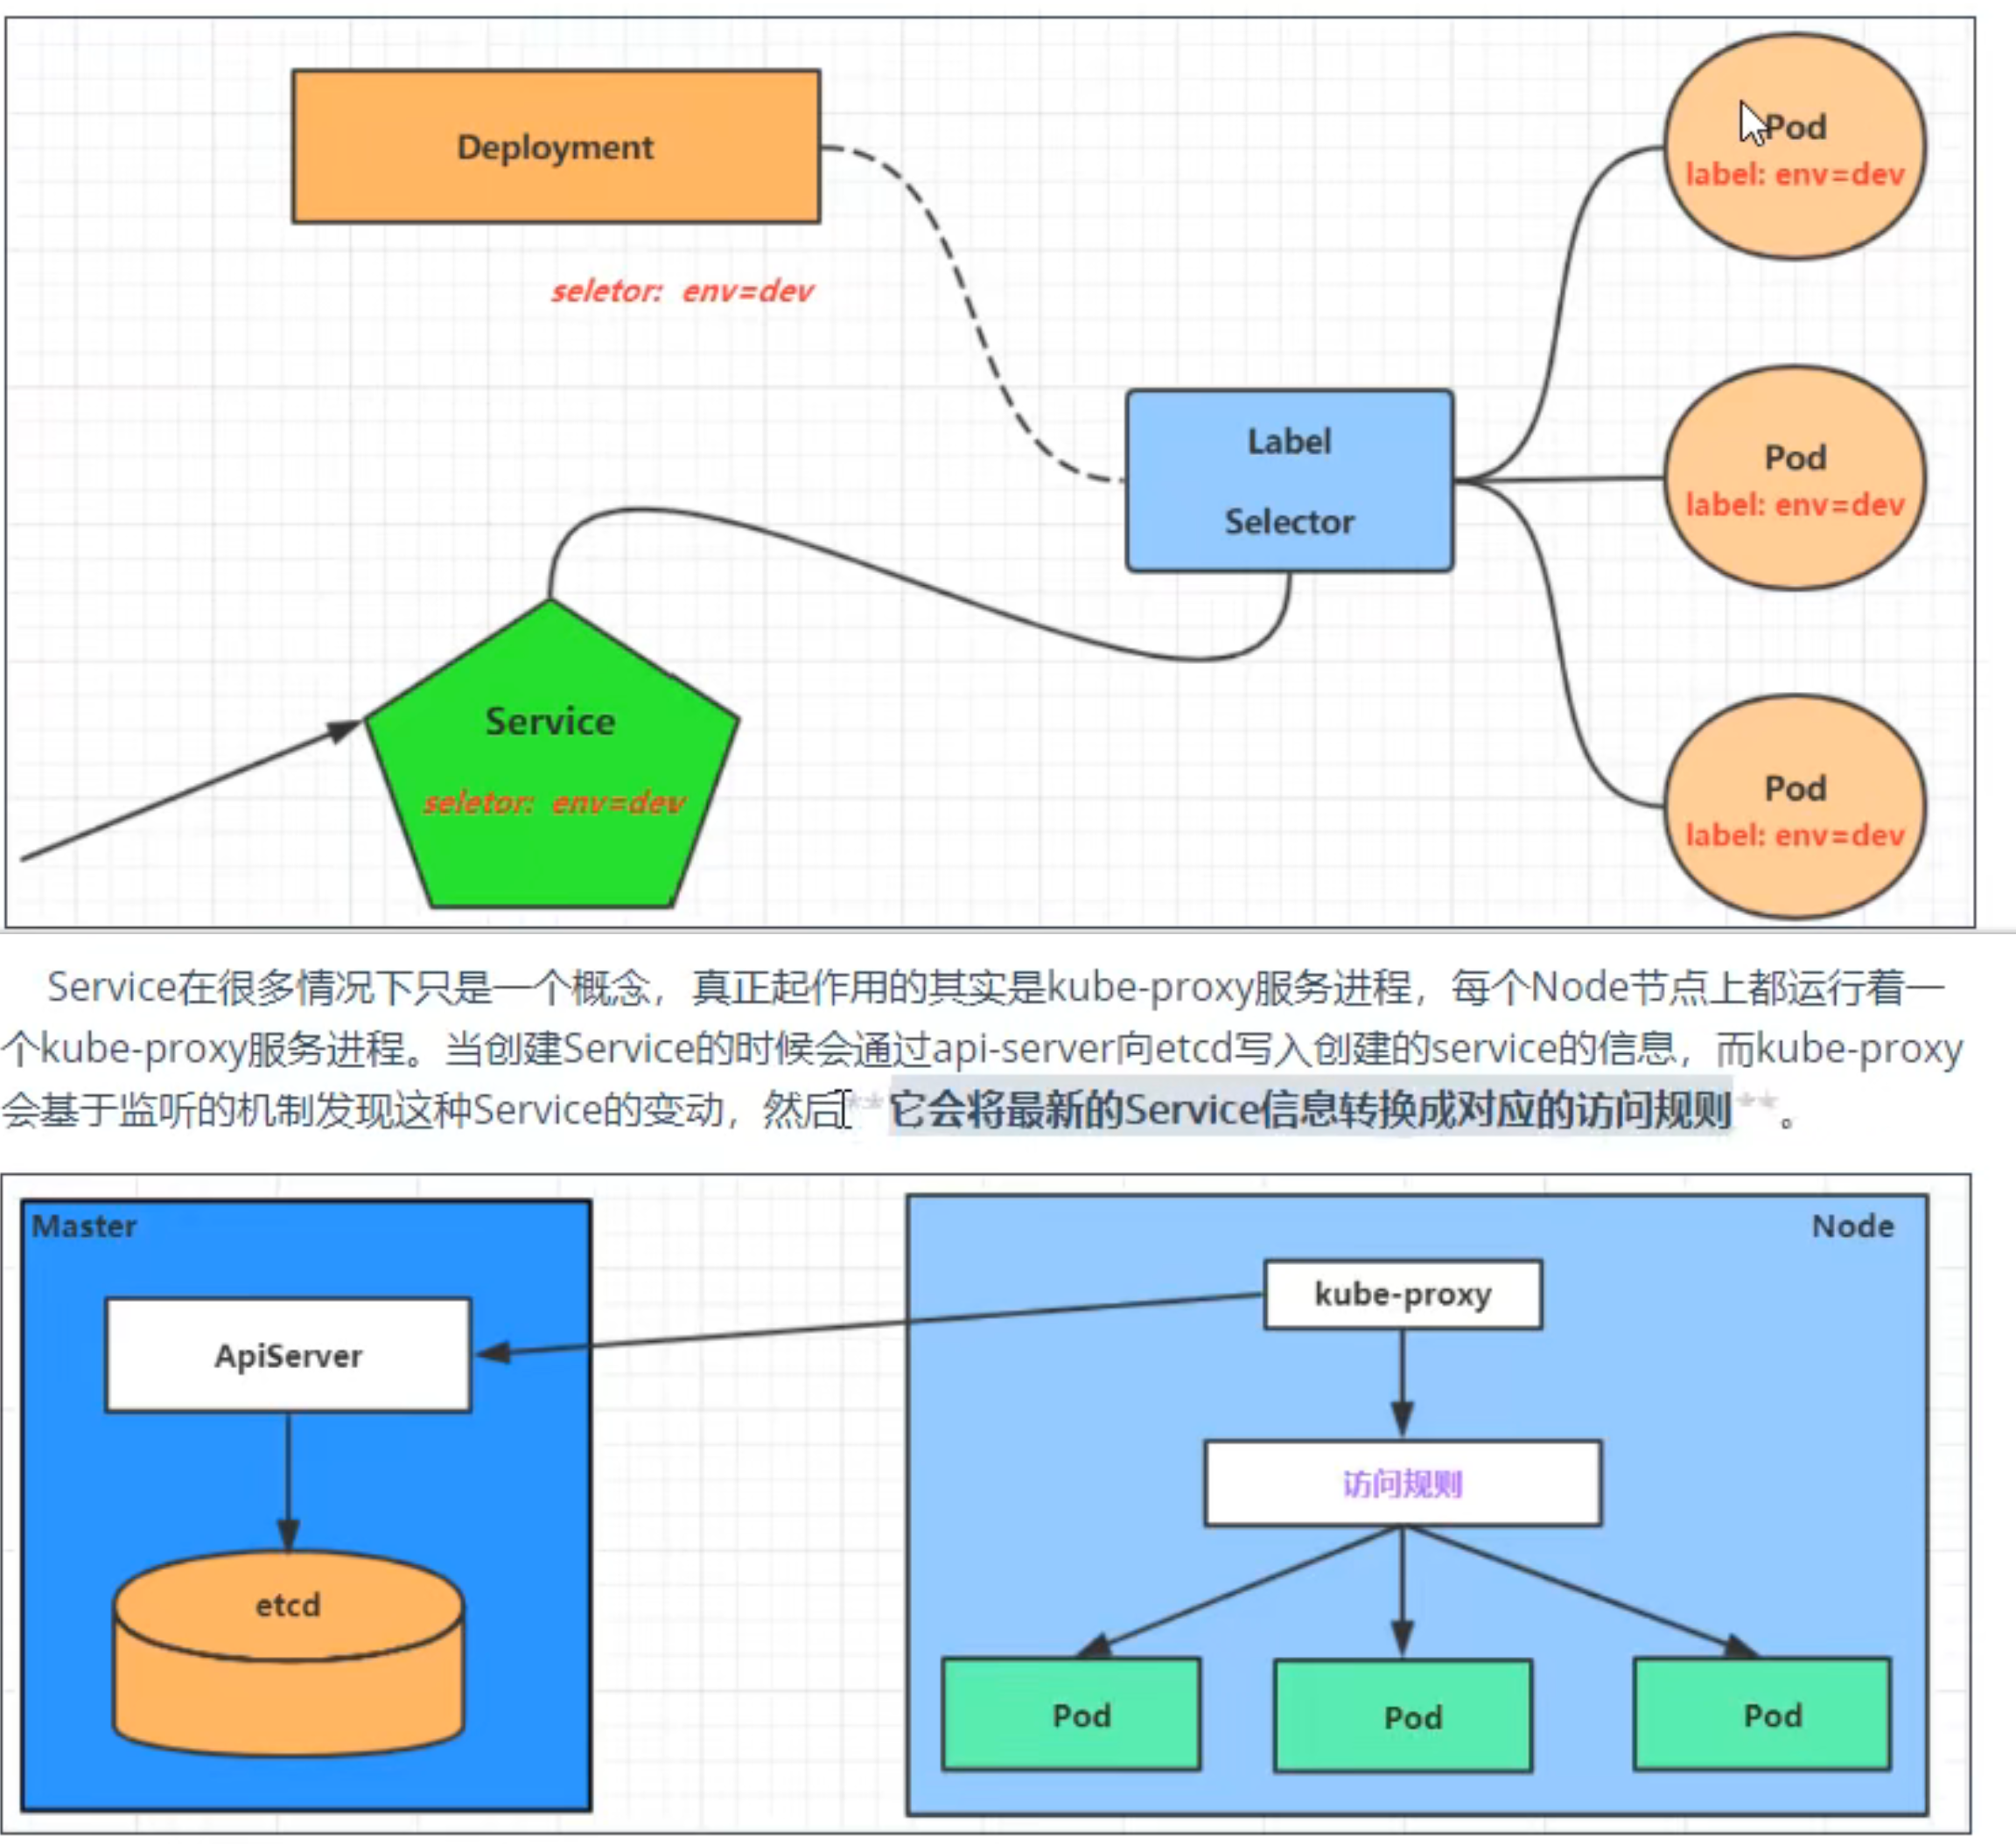 Deployment
Pod
label: env=dev
seletor: env=dev
Label
Selector
Pod
label: env=dev
Service
seletor: env=dev
Pod
label: env=dev
Service在很多情况下只是一个概念，真正起作用的其实是kube-proxy服务进程，每个Node节点上都运行着一
个kube-proxy服务进程。当创建Service的时候会通过api-server向etcd写入创建的service的信息，而kube-proxy
会基于监听的机制发现这种Service的变动，然后**它会将最新的Service信息转换成对应的访问规则**。
Master
Node
kube-proxy
ApiServer
访问规则
etcd
Pod
Pod
Pod